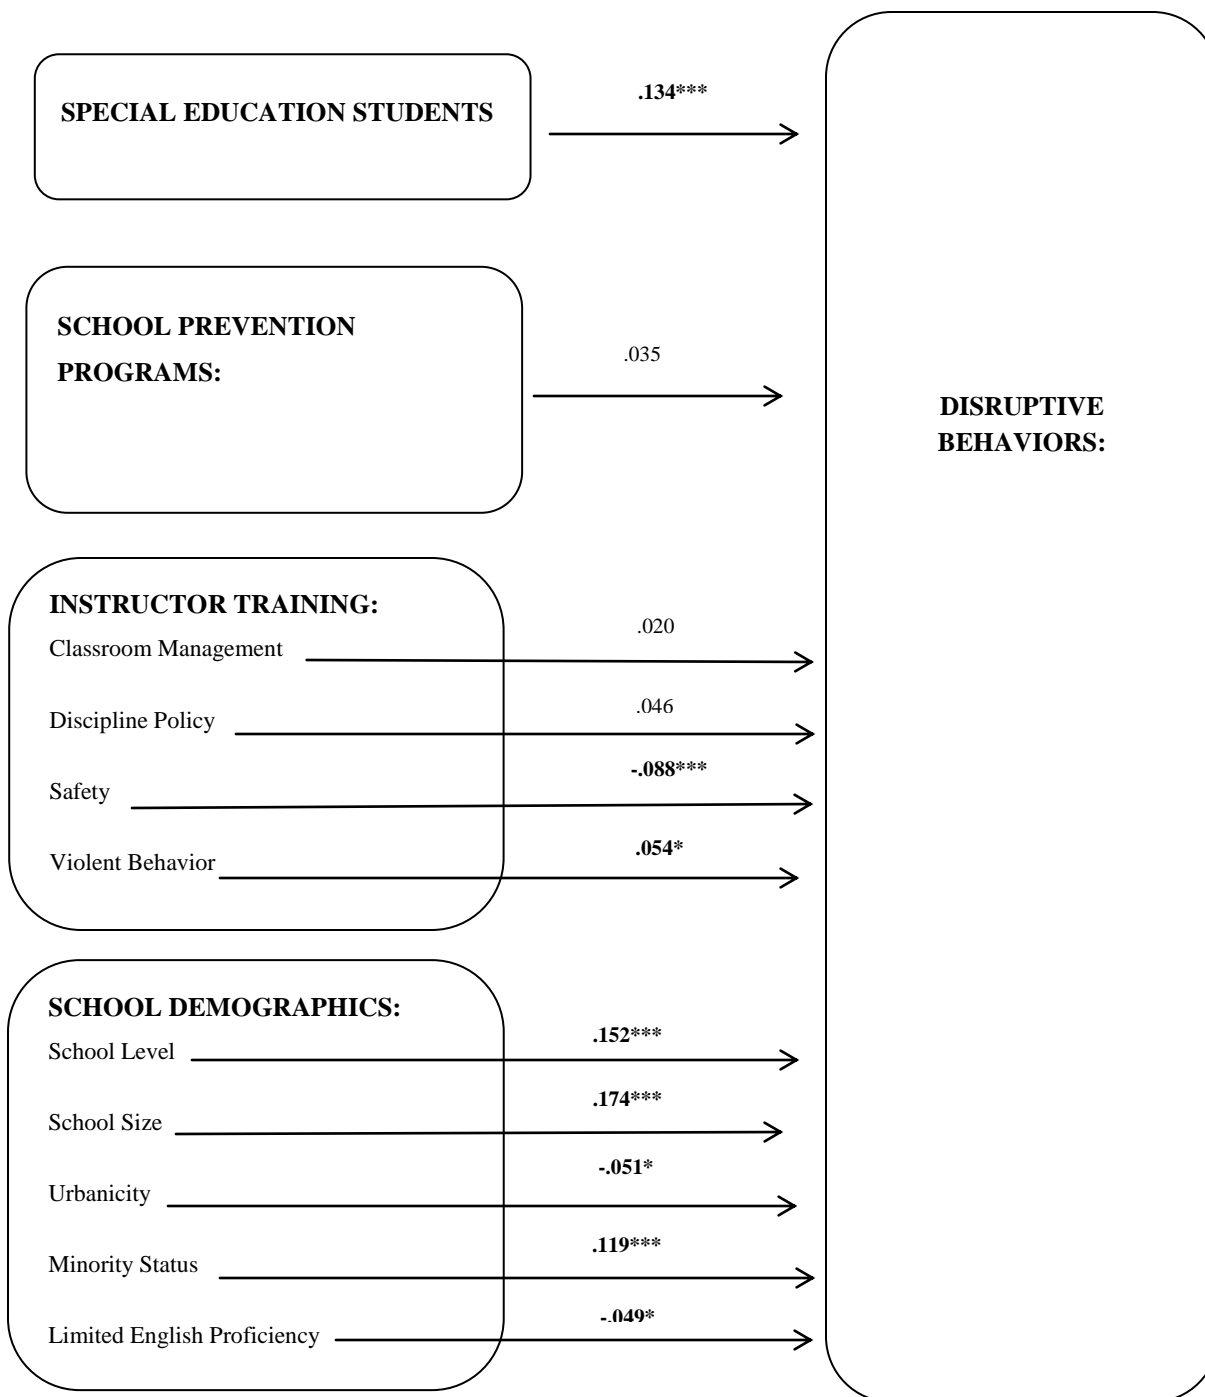 SPECIAL EDUCATION STUDENTS
.134***
SCHOOL PREVENTION
PROGRAMS:
.035
DISRUPTIVE
BEHAVIORS:
INSTRUCTOR TRAINING:
Classroom Management
.020
Discipline Policy
.046
Safety
-.088***
Violent Behavior
.054*
SCHOOL DEMOGRAPHICS:
School Level
.152***
School Size
.174***
Urbanicity
-.051*
Minority Status
.119***
Limited English Proficiency
-.049*